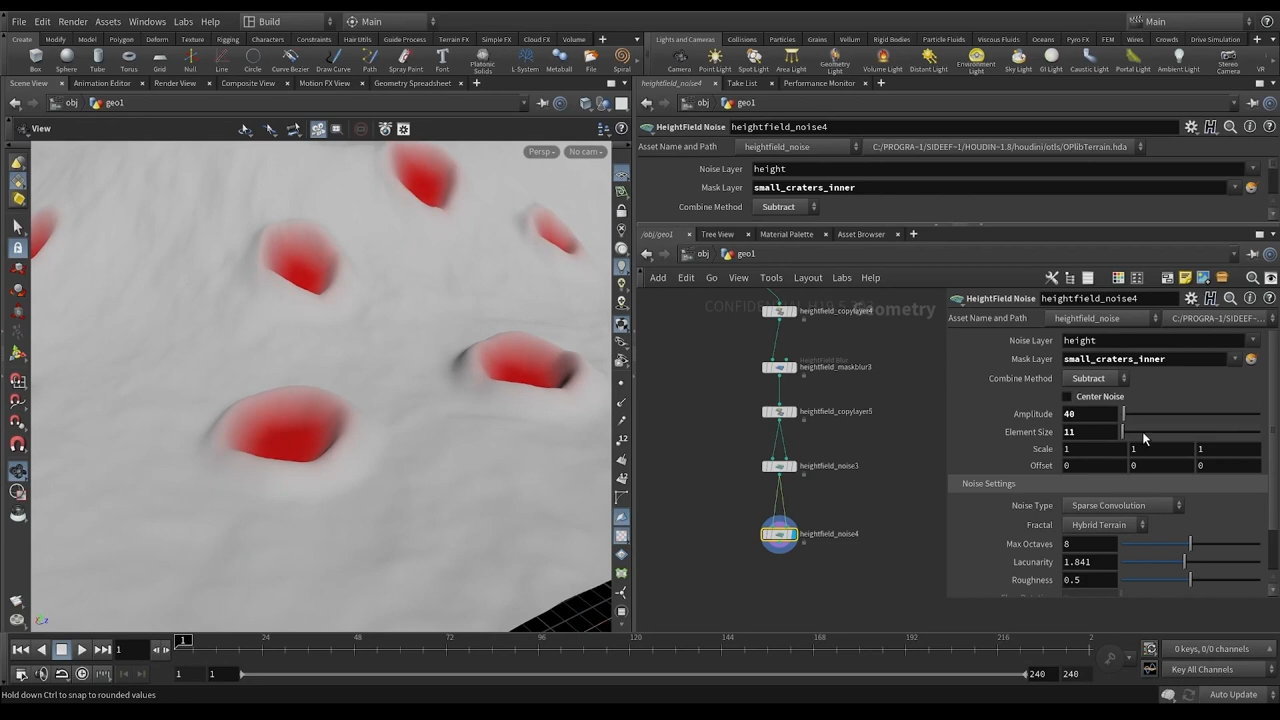 File Edit Render Assets Windows Labs Help Build Main Main
Create Modify Model Polygon Deform Texture Rigging Characters Constraints Hair Utils Guide Process Terrain FX Simple FX Cloud FX Volume
Lights and Cameras Collisions Particles Grains Vellum Rigid Bodies Particle Fluids Viscous Fluids Oceans Pyro FX FEM Wires Crowds Drive Simulation
Box Sphere Tube Torus Grid Null Line Circle Curve Bezier Draw Curve Path Spray Paint Font Platonic Solids L-System Metaball File Spiral
Camera Point Light Spot Light Area Light Geometry Light Volume Light Distant Light Environment Light Sky Light GI Light Caustic Light Portal Light Ambient Light Stereo Camera
Scene View Animation Editor Render View Composite View Motion FX View Geometry Spreadsheet
heightfield_noise4 Take List Performance Monitor
obj geo1
obj geo1
View
Persp No cam
HeightField Noise heightfield_noise4
Asset Name and Path heightfield_noise C:/PROGRA~1/SIDEEF~1/HOUDIN~1.8/houdini/otls/OPlibTerrain.hda
Noise Layer height
Mask Layer small_craters_inner
Combine Method Subtract
/obj/geo1 Tree View Material Palette Asset Browser
obj geo1
Add Edit Go View Tools Layout Labs Help
Geometry
heightfield_copylayer4
HeightField Blur
heightfield_maskblur3
heightfield_copylayer5
heightfield_noise3
heightfield_noise4
HeightField Noise heightfield_noise4
Asset Name and Path heightfield_noise C:/PROGRA~1/SIDEEF~...
Noise Layer height
Mask Layer small_craters_inner
Combine Method Subtract
Center Noise
Amplitude 40
Element Size 11
Scale 1 1 1
Offset 0 0 0
Noise Settings
Noise Type Sparse Convolution
Fractal Hybrid Terrain
Max Octaves 8
Lacunarity 1.841
Roughness 0.5
1 1 24 48 72 96 120 144 168 192 216 2
0 keys, 0/0 channels
1 1 240 240 Key All Channels
Hold down Ctrl to snap to rounded values
Auto Update